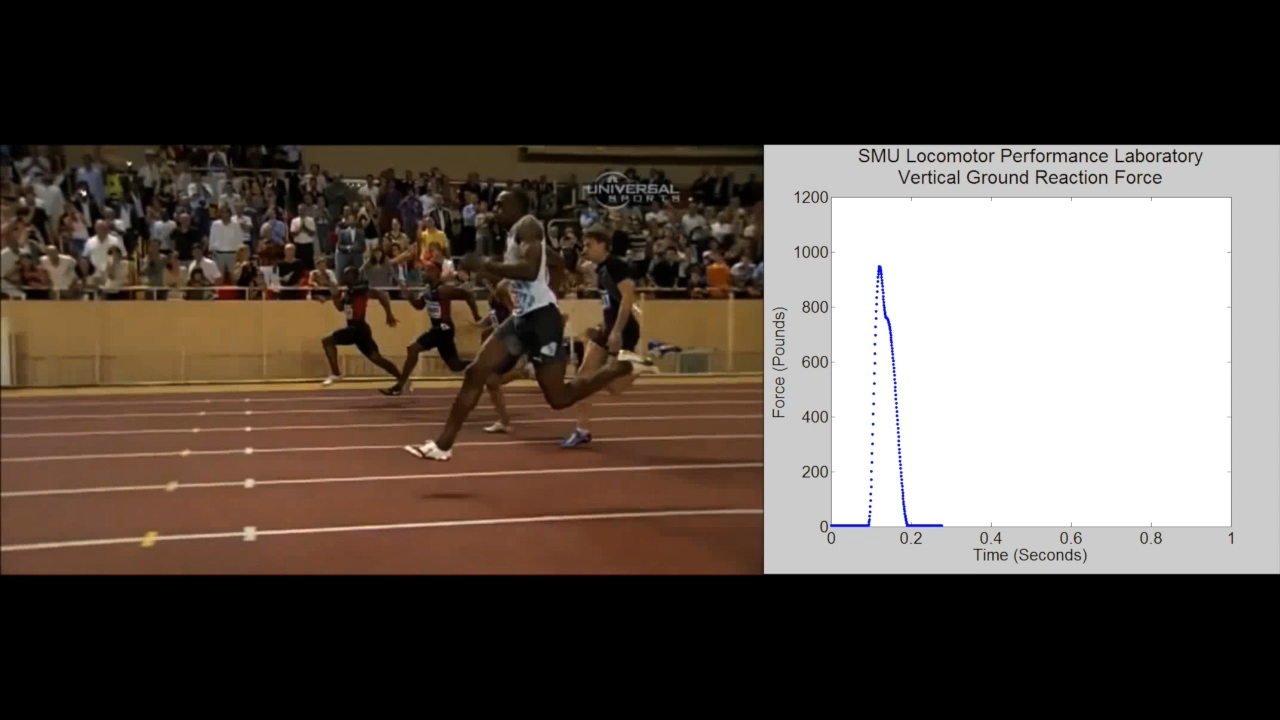 UNIVERSAL
SPORTS
SMU Locomotor Performance Laboratory
Vertical Ground Reaction Force
1200
1000
800
600
400
200
0
0 0.2 0.4 0.6 0.8 1
Force (Pounds)
Time (Seconds)